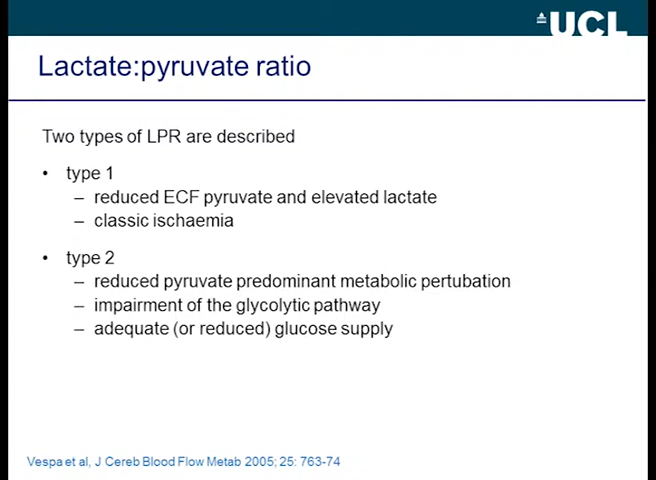 UCL
Lactate:pyruvate ratio
Two types of LPR are described
• type 1
– reduced ECF pyruvate and elevated lactate
– classic ischaemia
• type 2
– reduced pyruvate predominant metabolic pertubation
– impairment of the glycolytic pathway
– adequate (or reduced) glucose supply
Vespa et al, J Cereb Blood Flow Metab 2005; 25: 763-74